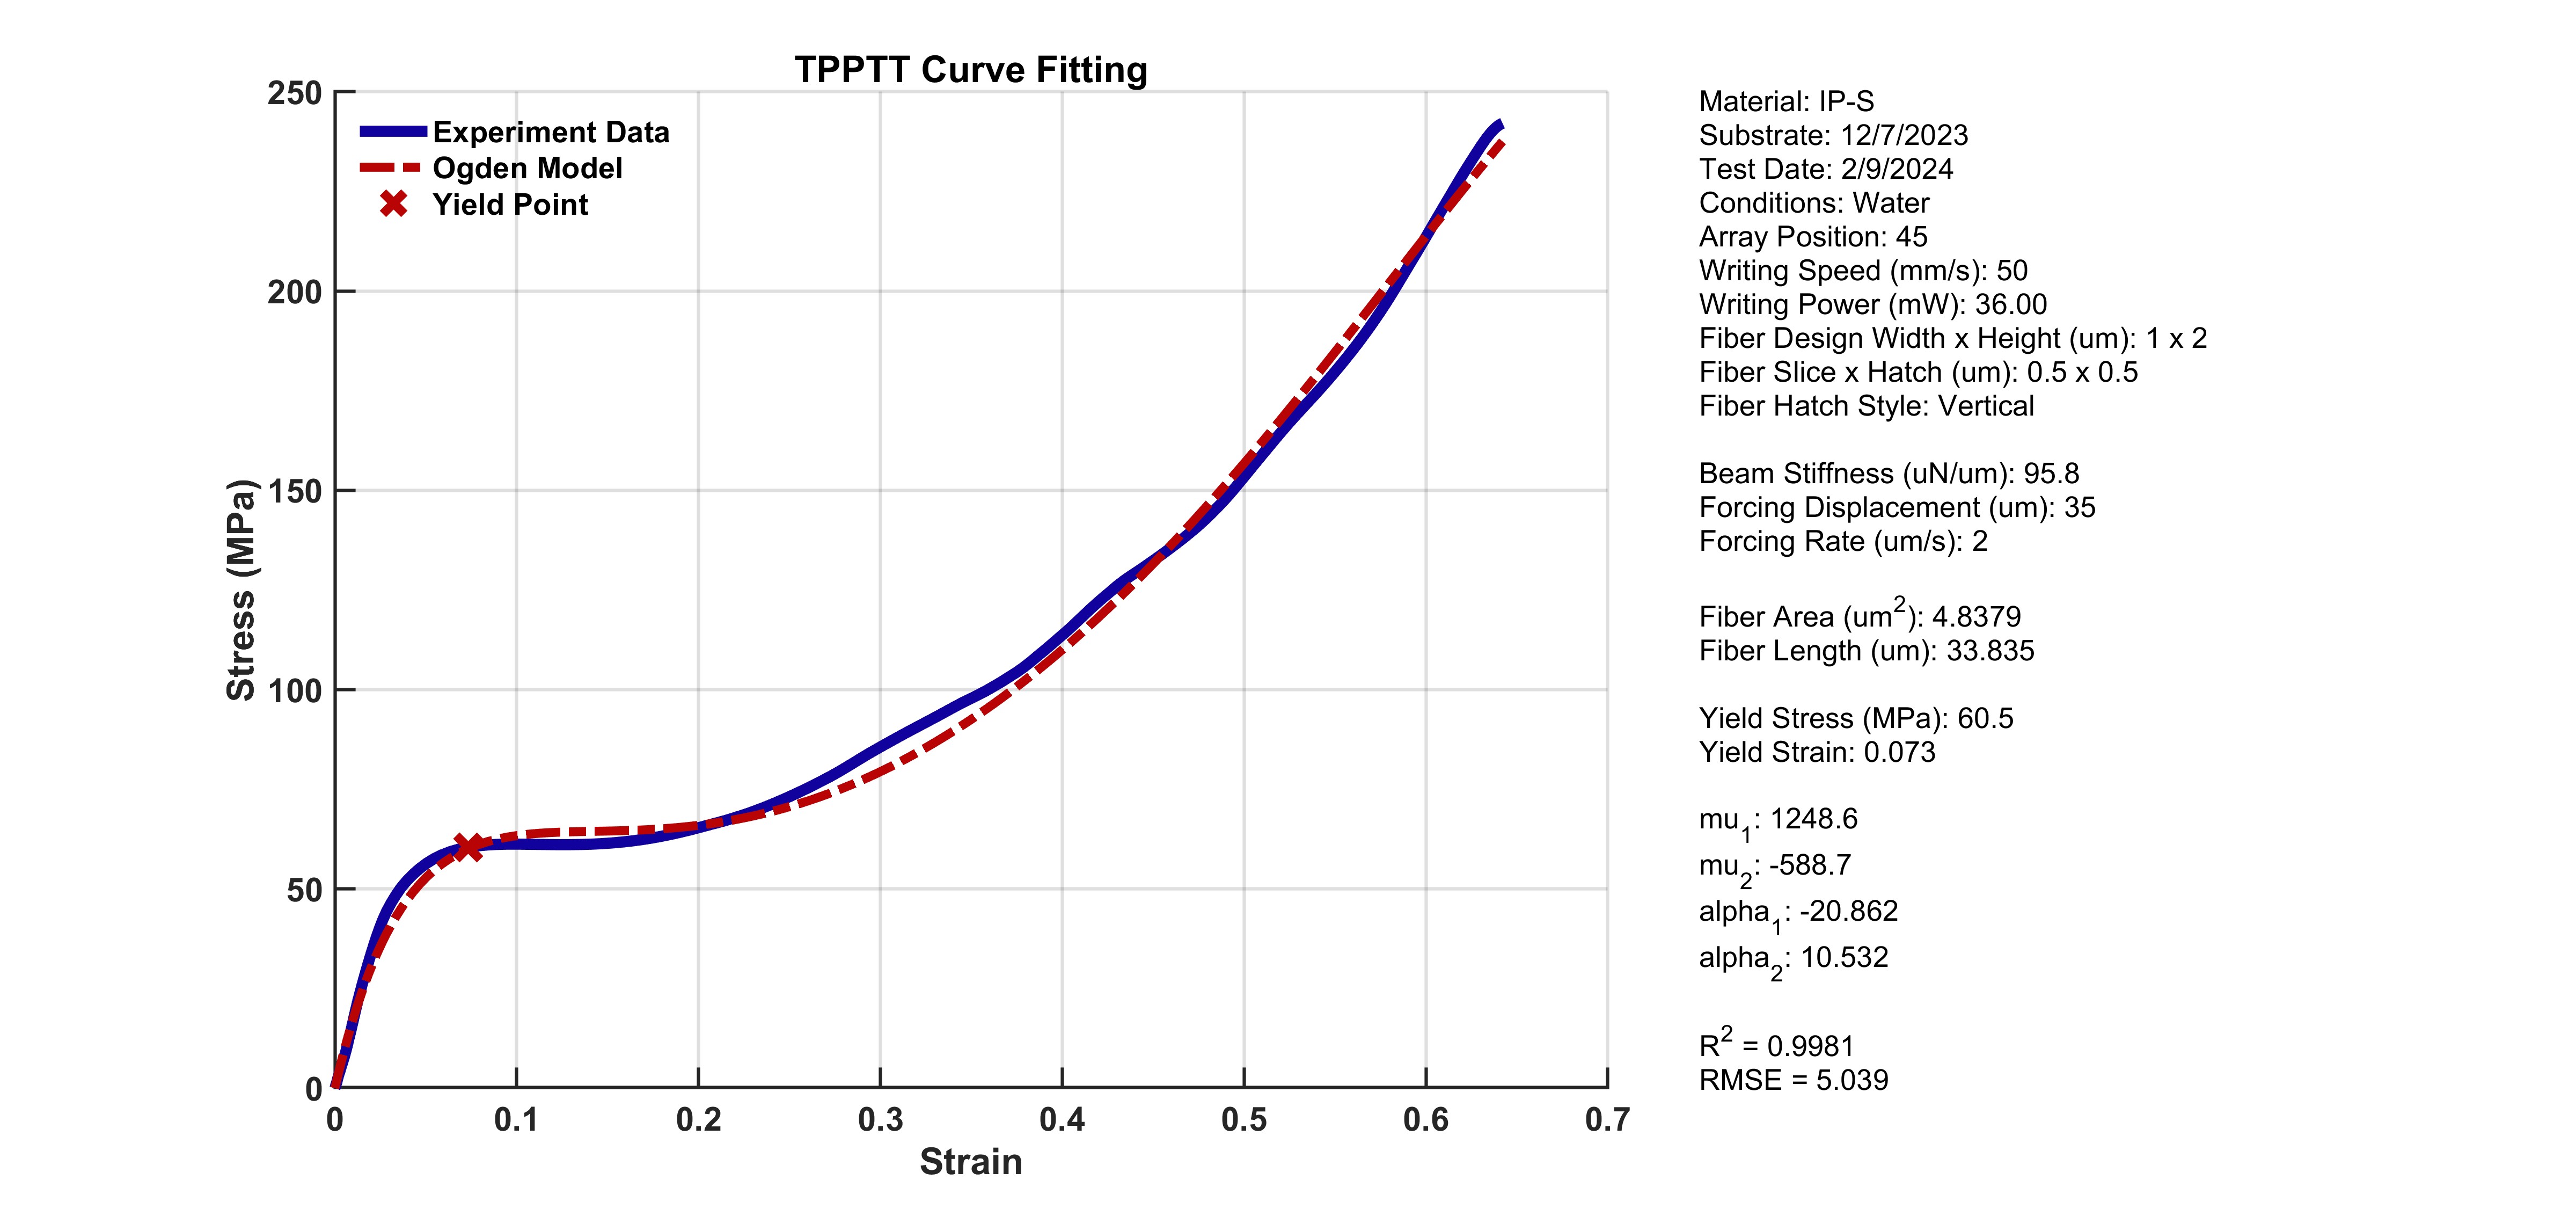 TPPTT Curve Fitting
250
200
150
100
50
0
Stress (MPa)
Experiment Data
Ogden Model
Yield Point
0
0.1
0.2
0.3
0.4
0.5
0.6
0.7
Strain
Material: IP-S
Substrate: 12/7/2023
Test Date: 2/9/2024
Conditions: Water
Array Position: 45
Writing Speed (mm/s): 50
Writing Power (mW): 36.00
Fiber Design Width x Height (um): 1 x 2
Fiber Slice x Hatch (um): 0.5 x 0.5
Fiber Hatch Style: Vertical
Beam Stiffness (uN/um): 95.8
Forcing Displacement (um): 35
Forcing Rate (um/s): 2
Fiber Area (um²): 4.8379
Fiber Length (um): 33.835
Yield Stress (MPa): 60.5
Yield Strain: 0.073
mu₁: 1248.6
mu₂: -588.7
alpha₁: -20.862
alpha₂: 10.532
R² = 0.9981
RMSE = 5.039